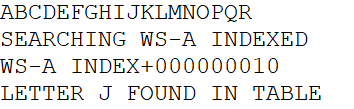 ABCDEFGHIJKLMNOPQR
SEARCHING WS-A INDEXED
WS-A INDEX+000000010
LETTER J FOUND IN TABLE